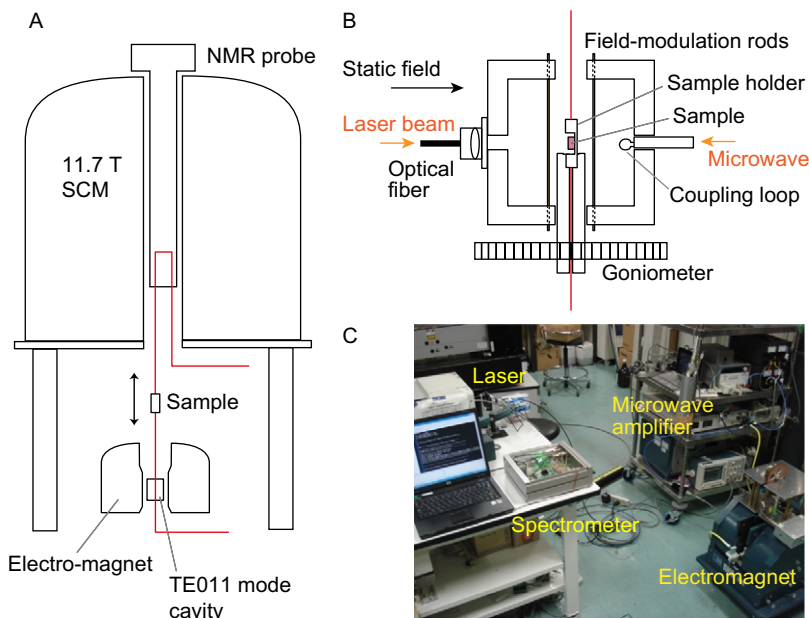 A
NMR probe
11.7 T
SCM
Sample
Electro-magnet
TE011 mode
cavity
B
Field-modulation rods
Static field
Sample holder
Sample
Laser beam
Optical
fiber
Microwave
Coupling loop
Goniometer
C
Laser
Microwave
amplifier
Spectrometer
Electromagnet